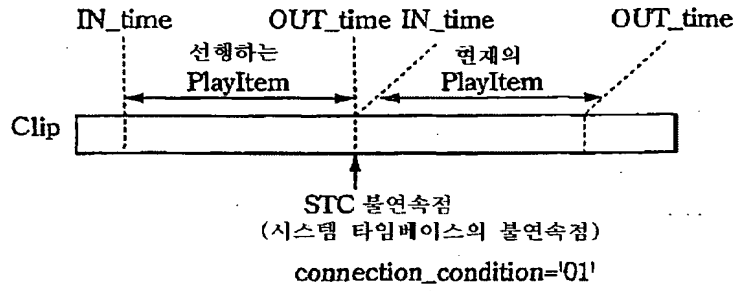 IN_time OUT_time IN_time OUT_time
선행하는 현재의
PlayItem PlayItem
Clip
STC 불연속점
(시스템 타임베이스의 불연속점)
connection_condition='01'